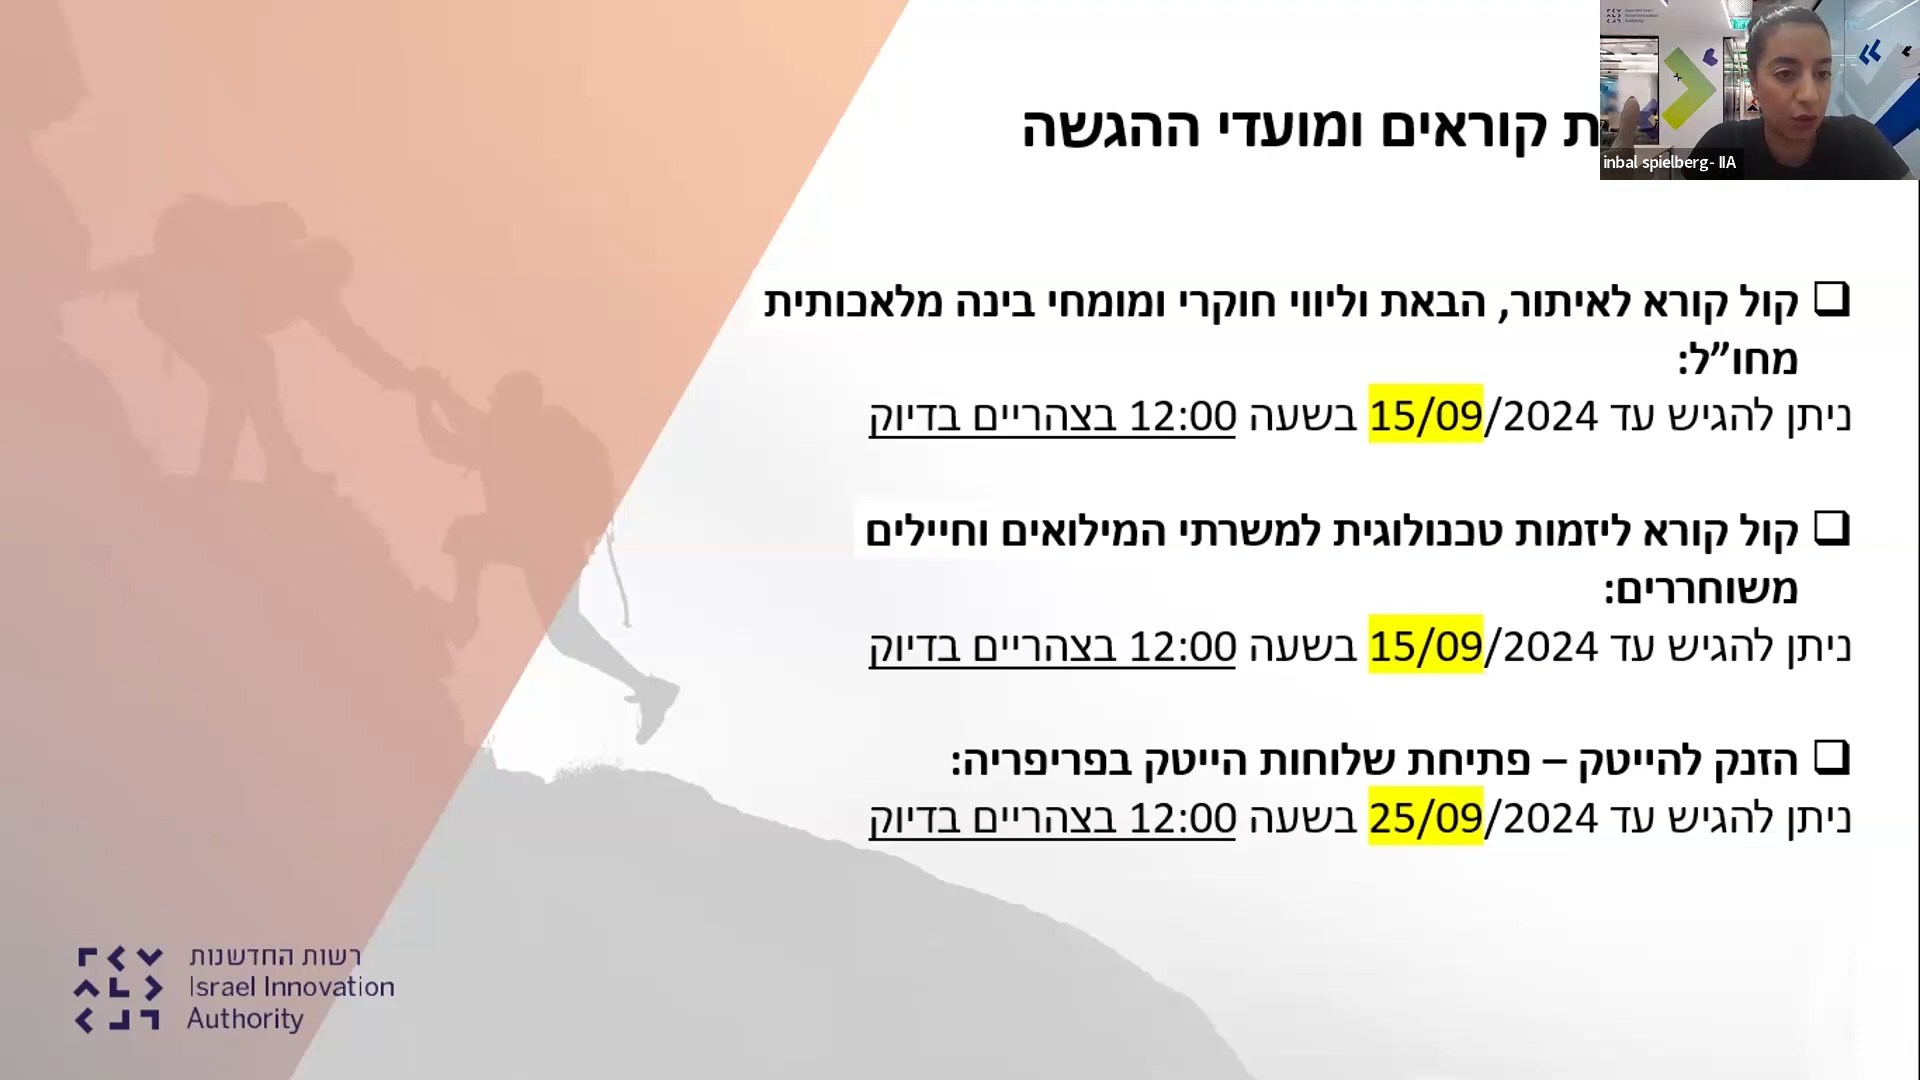 קוראים ומועדי ההגשה
inbal spielberg- IIA
קול קורא לאיתור, הבאת וליווי חוקרי ומומחי בינה מלאכותית
מחו”ל:
ניתן להגיש עד 15/09/2024 בשעה 12:00 בצהריים בדיוק
קול קורא ליזמות טכנולוגית למשרתי המילואים וחיילים
משוחררים:
ניתן להגיש עד 15/09/2024 בשעה 12:00 בצהריים בדיוק
הזנק להייטק – פתיחת שלוחות הייטק בפריפריה:
ניתן להגיש עד 25/09/2024 בשעה 12:00 בצהריים בדיוק
רשות החדשנות
Israel Innovation
Authority